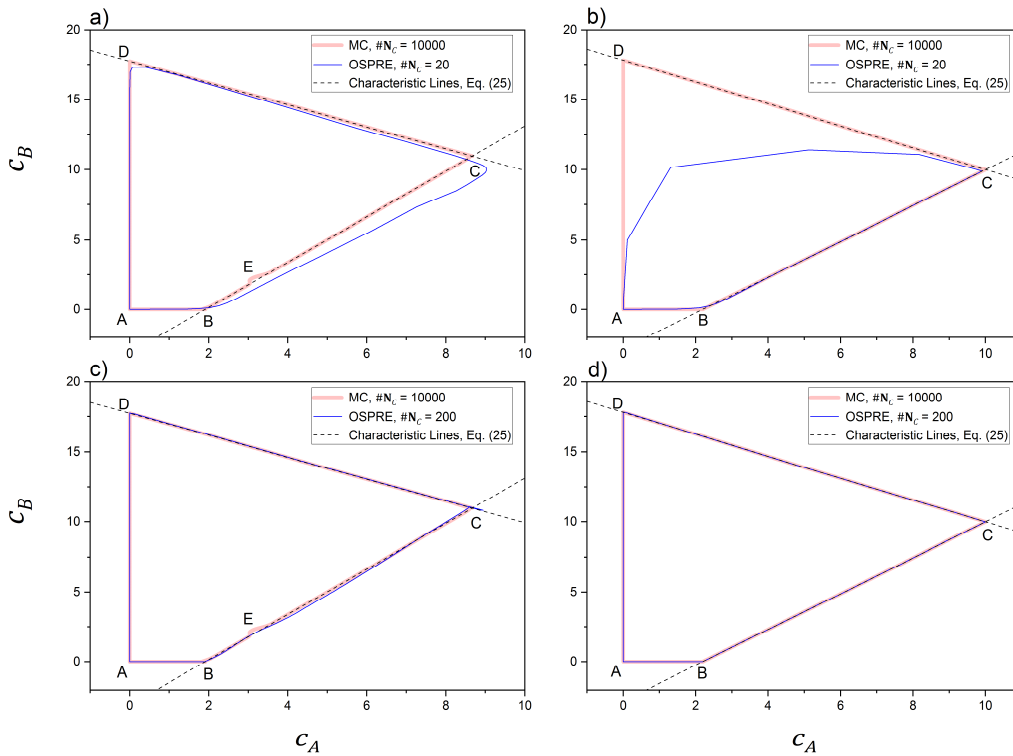 a)
MC, #N_C = 10000
OSPRE, #N_C = 20
Characteristic Lines, Eq. (25)
D
C
E
A
B
20
15
10
5
0
0
2
4
6
8
10
c_B
b)
MC, #N_C = 10000
OSPRE, #N_C = 20
Characteristic Lines, Eq. (25)
D
C
A
B
20
15
10
5
0
0
2
4
6
8
10
c)
MC, #N_C = 10000
OSPRE, #N_C = 200
Characteristic Lines, Eq. (25)
D
C
E
A
B
20
15
10
5
0
0
2
4
6
8
10
c_B
c_A
d)
MC, #N_C = 10000
OSPRE, #N_C = 200
Characteristic Lines, Eq. (25)
D
C
A
B
20
15
10
5
0
0
2
4
6
8
10
c_A